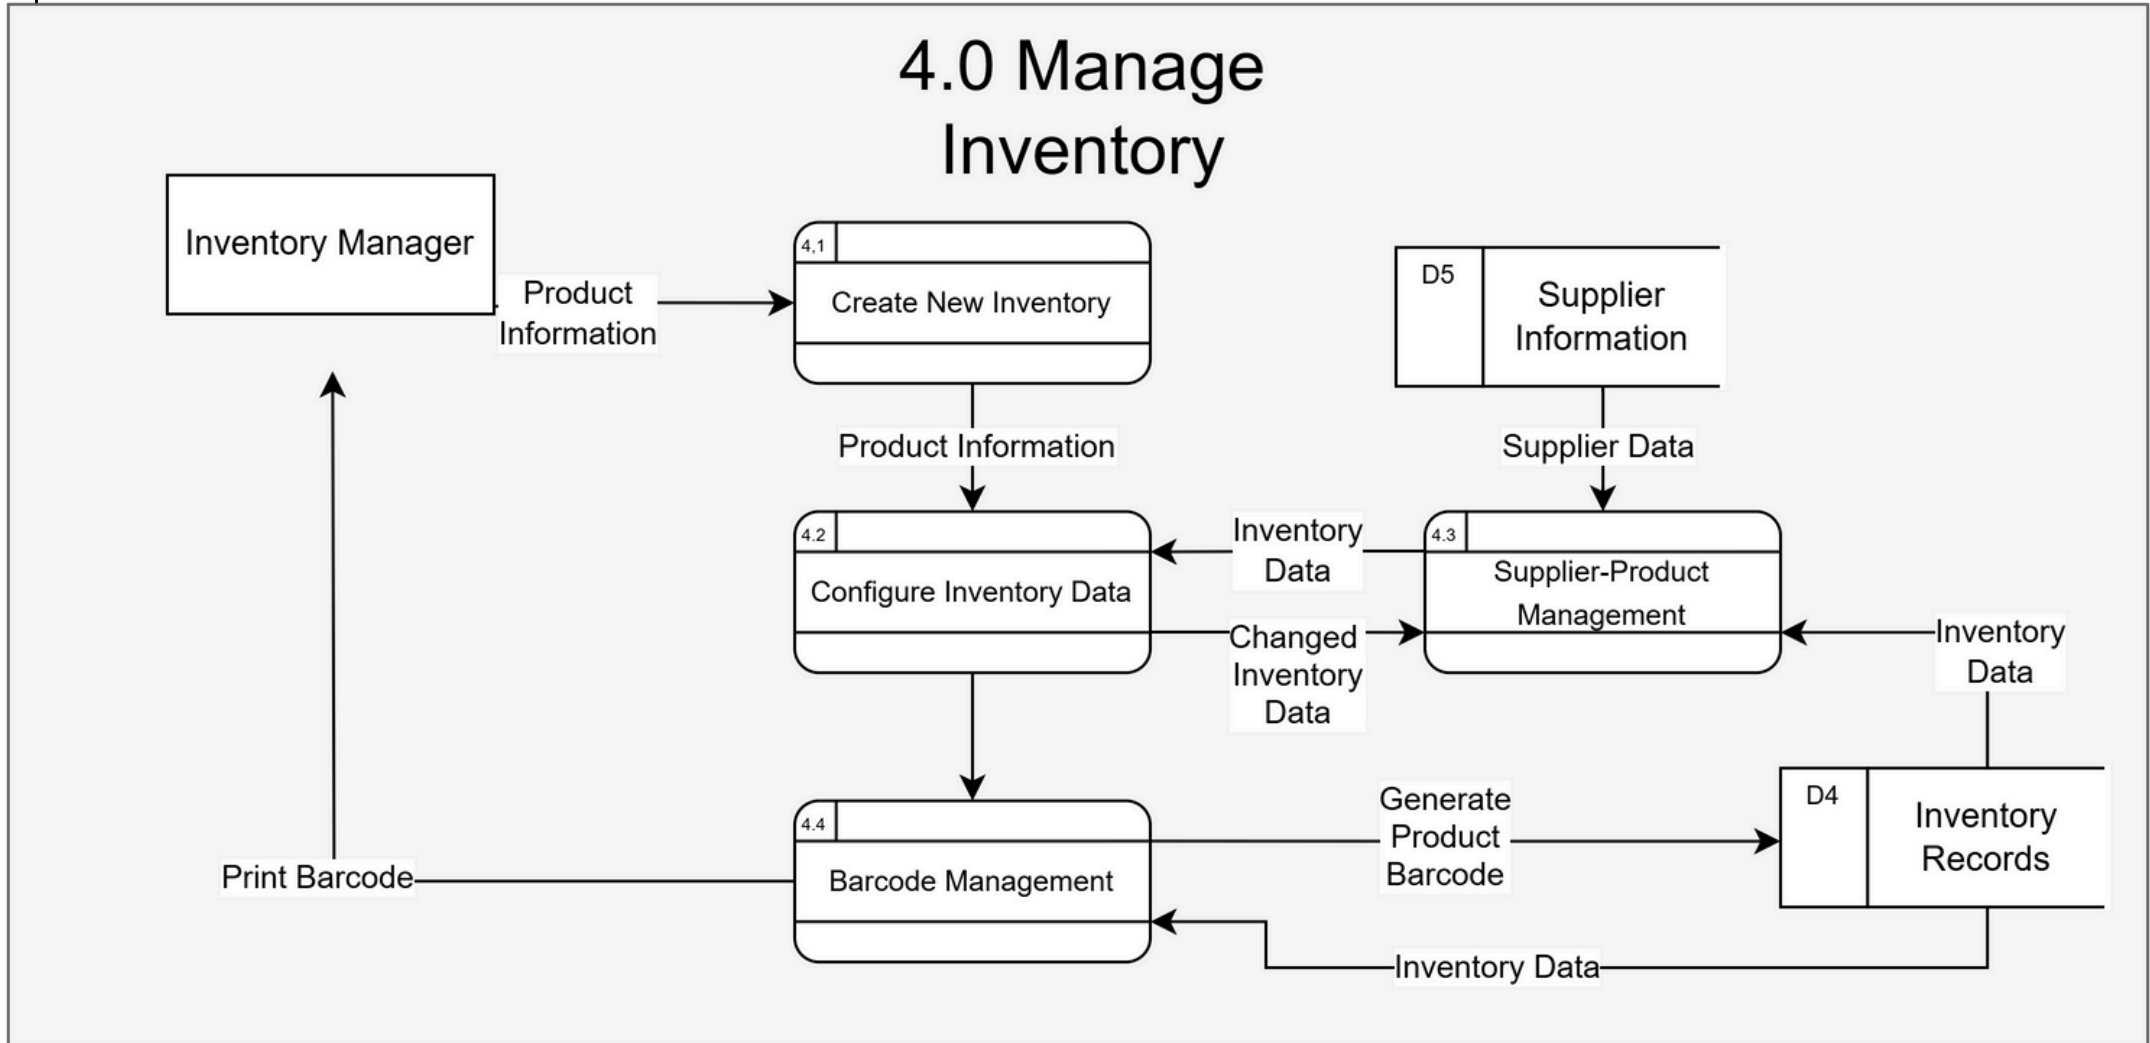 4.0 Manage
Inventory
Inventory Manager
Product
Information
4,1
Create New Inventory
D5
Supplier
Information
Product Information
Supplier Data
4.2
Configure Inventory Data
Inventory
Data
4.3
Supplier-Product
Management
Changed
Inventory
Data
Inventory
Data
4.4
Barcode Management
Generate
Product
Barcode
D4
Inventory
Records
Print Barcode
Inventory Data